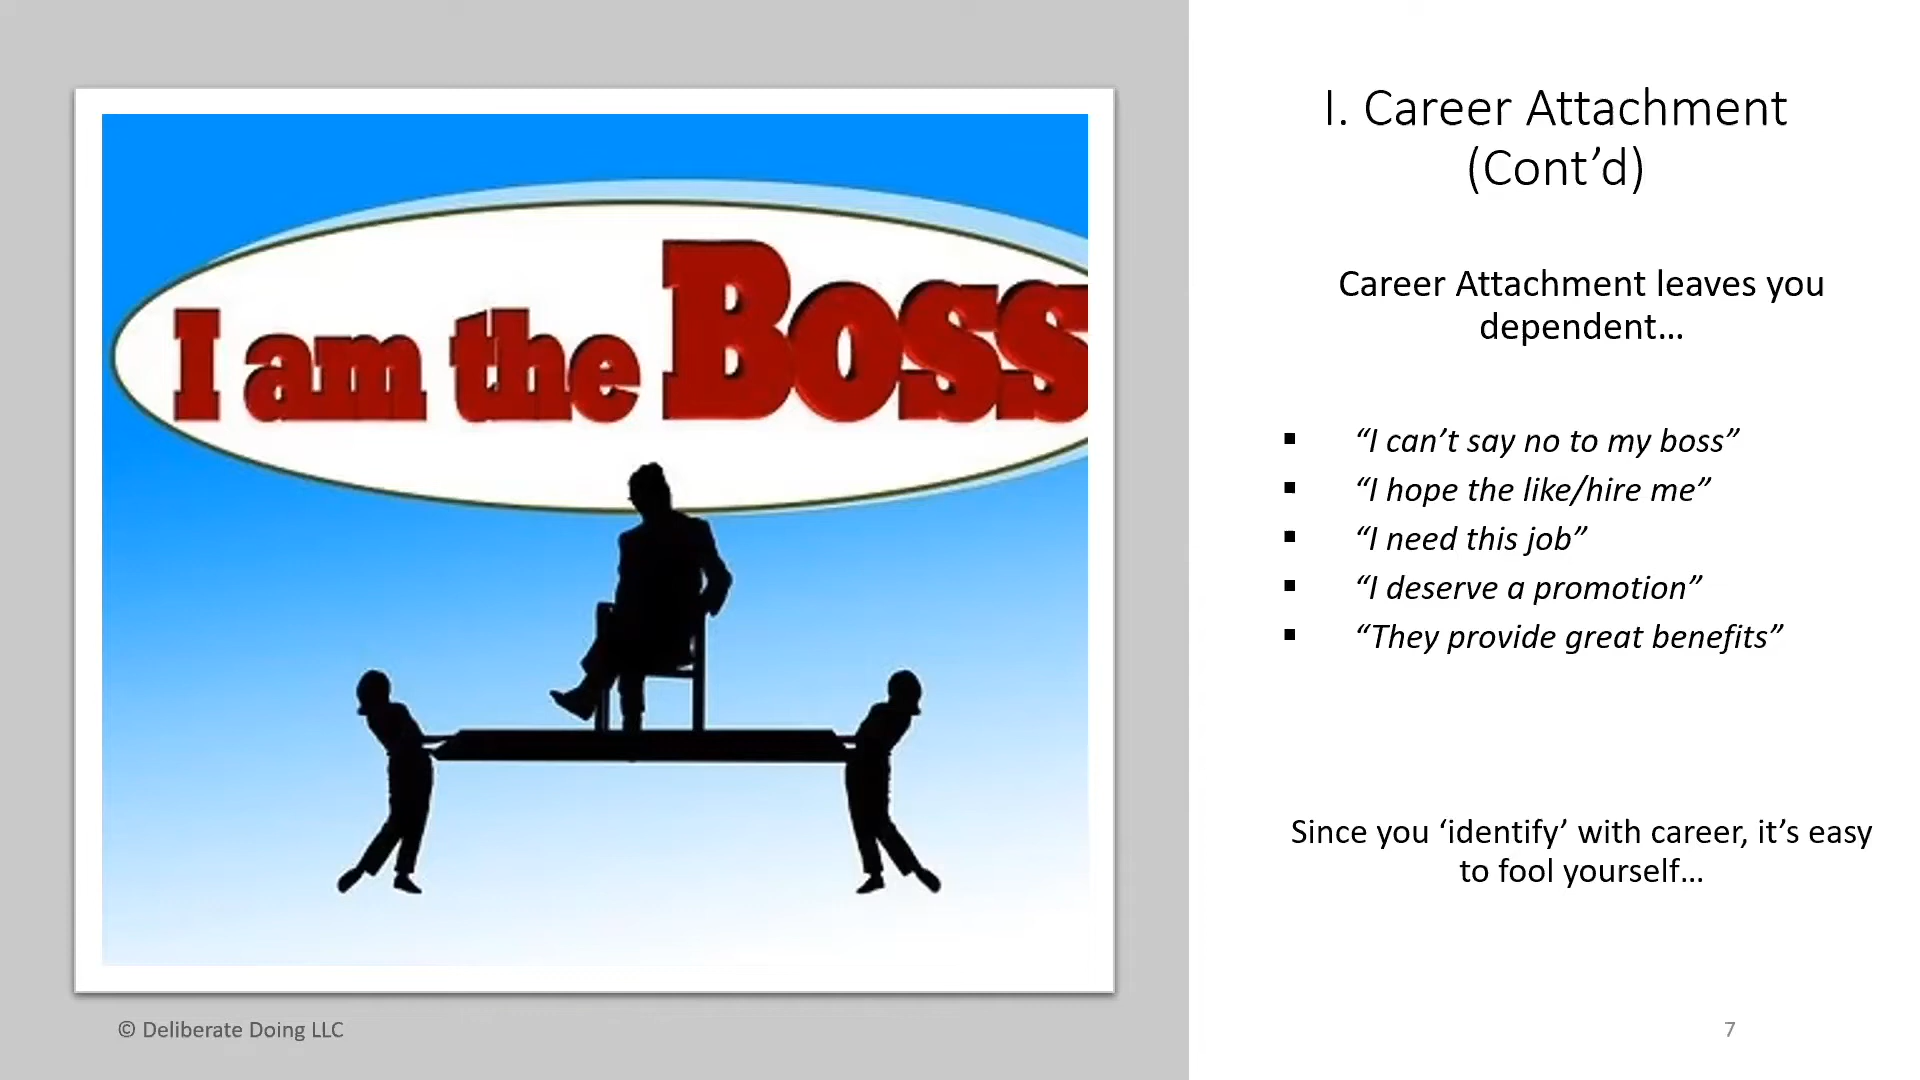 I am the Boss
I. Career Attachment
(Cont’d)
Career Attachment leaves you
dependent…
▪ “I can’t say no to my boss”
▪ “I hope the like/hire me”
▪ “I need this job”
▪ “I deserve a promotion”
▪ “They provide great benefits”
Since you ‘identify’ with career, it’s easy
to fool yourself…
© Deliberate Doing LLC
7